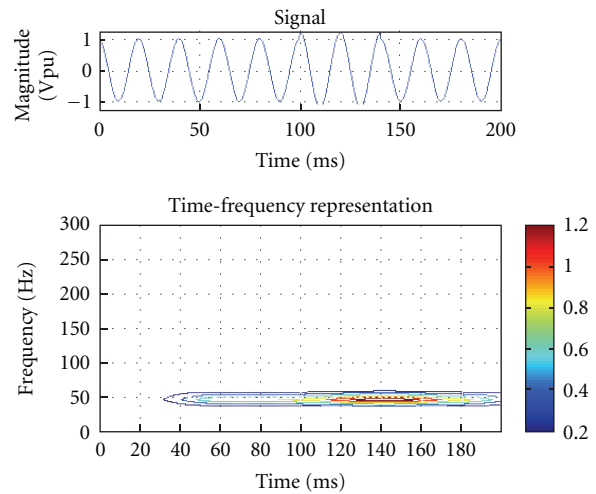 Signal
Magnitude
(Vpu)
1
0
−1
0 50 100 150 200
Time (ms)
Time-frequency representation
Frequency (Hz)
300
250
200
150
100
50
0
0 20 40 60 80 100 120 140 160 180
Time (ms)
1.2
1
0.8
0.6
0.4
0.2